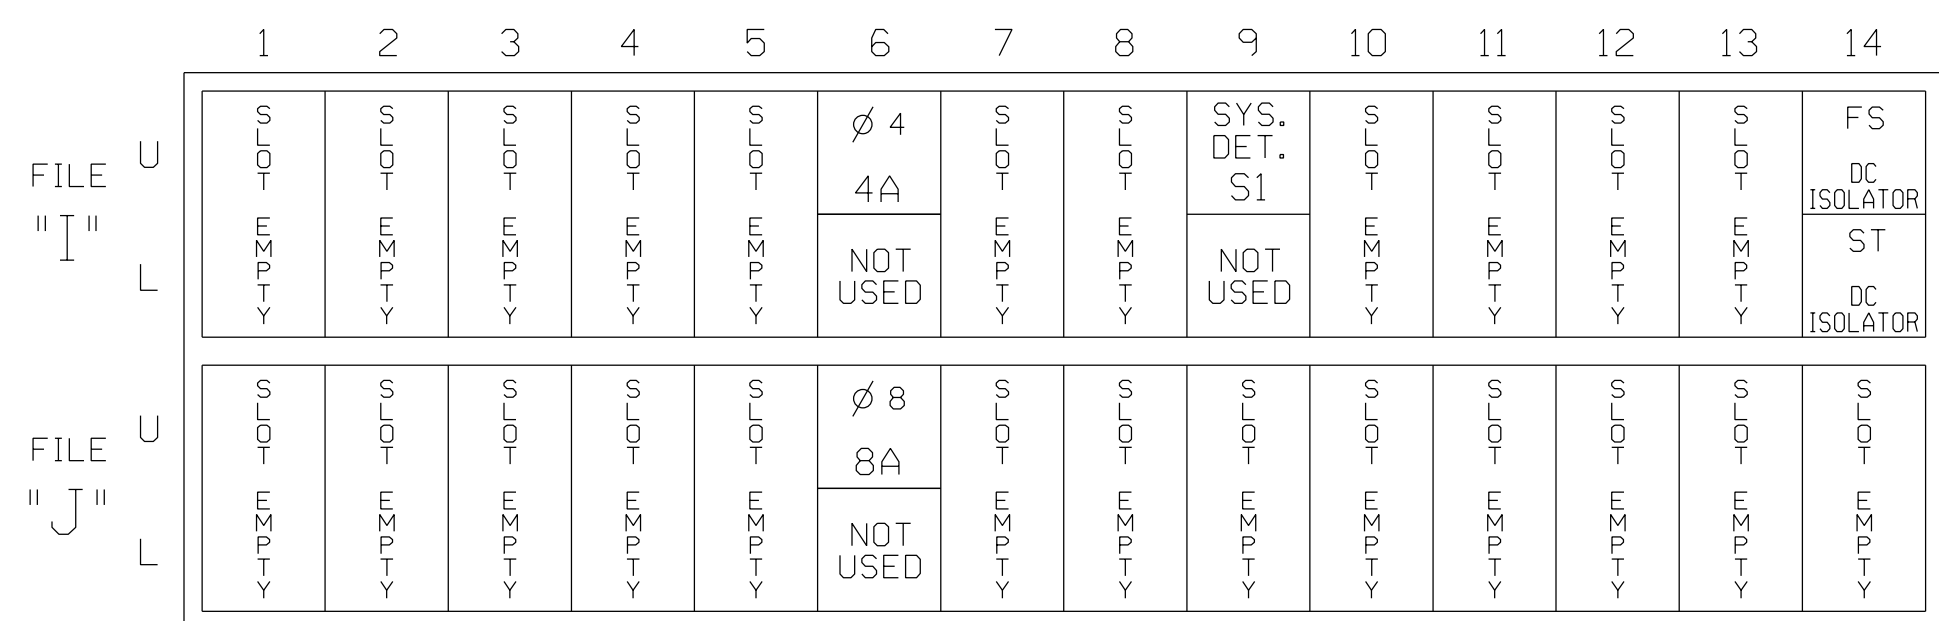 1 2 3 4 5 6 7 8 9 10 11 12 13 14
FILE "I"
U
L
SLOT EMPTY
SLOT EMPTY
SLOT EMPTY
SLOT EMPTY
SLOT EMPTY
Ø 4
4A
NOT
USED
SLOT EMPTY
SLOT EMPTY
SYS.
DET.
S1
NOT
USED
SLOT EMPTY
SLOT EMPTY
SLOT EMPTY
SLOT EMPTY
FS
DC
ISOLATOR
ST
DC
ISOLATOR
FILE "J"
U
L
SLOT EMPTY
SLOT EMPTY
SLOT EMPTY
SLOT EMPTY
SLOT EMPTY
Ø 8
8A
NOT
USED
SLOT EMPTY
SLOT EMPTY
SLOT EMPTY
SLOT EMPTY
SLOT EMPTY
SLOT EMPTY
SLOT EMPTY
SLOT EMPTY